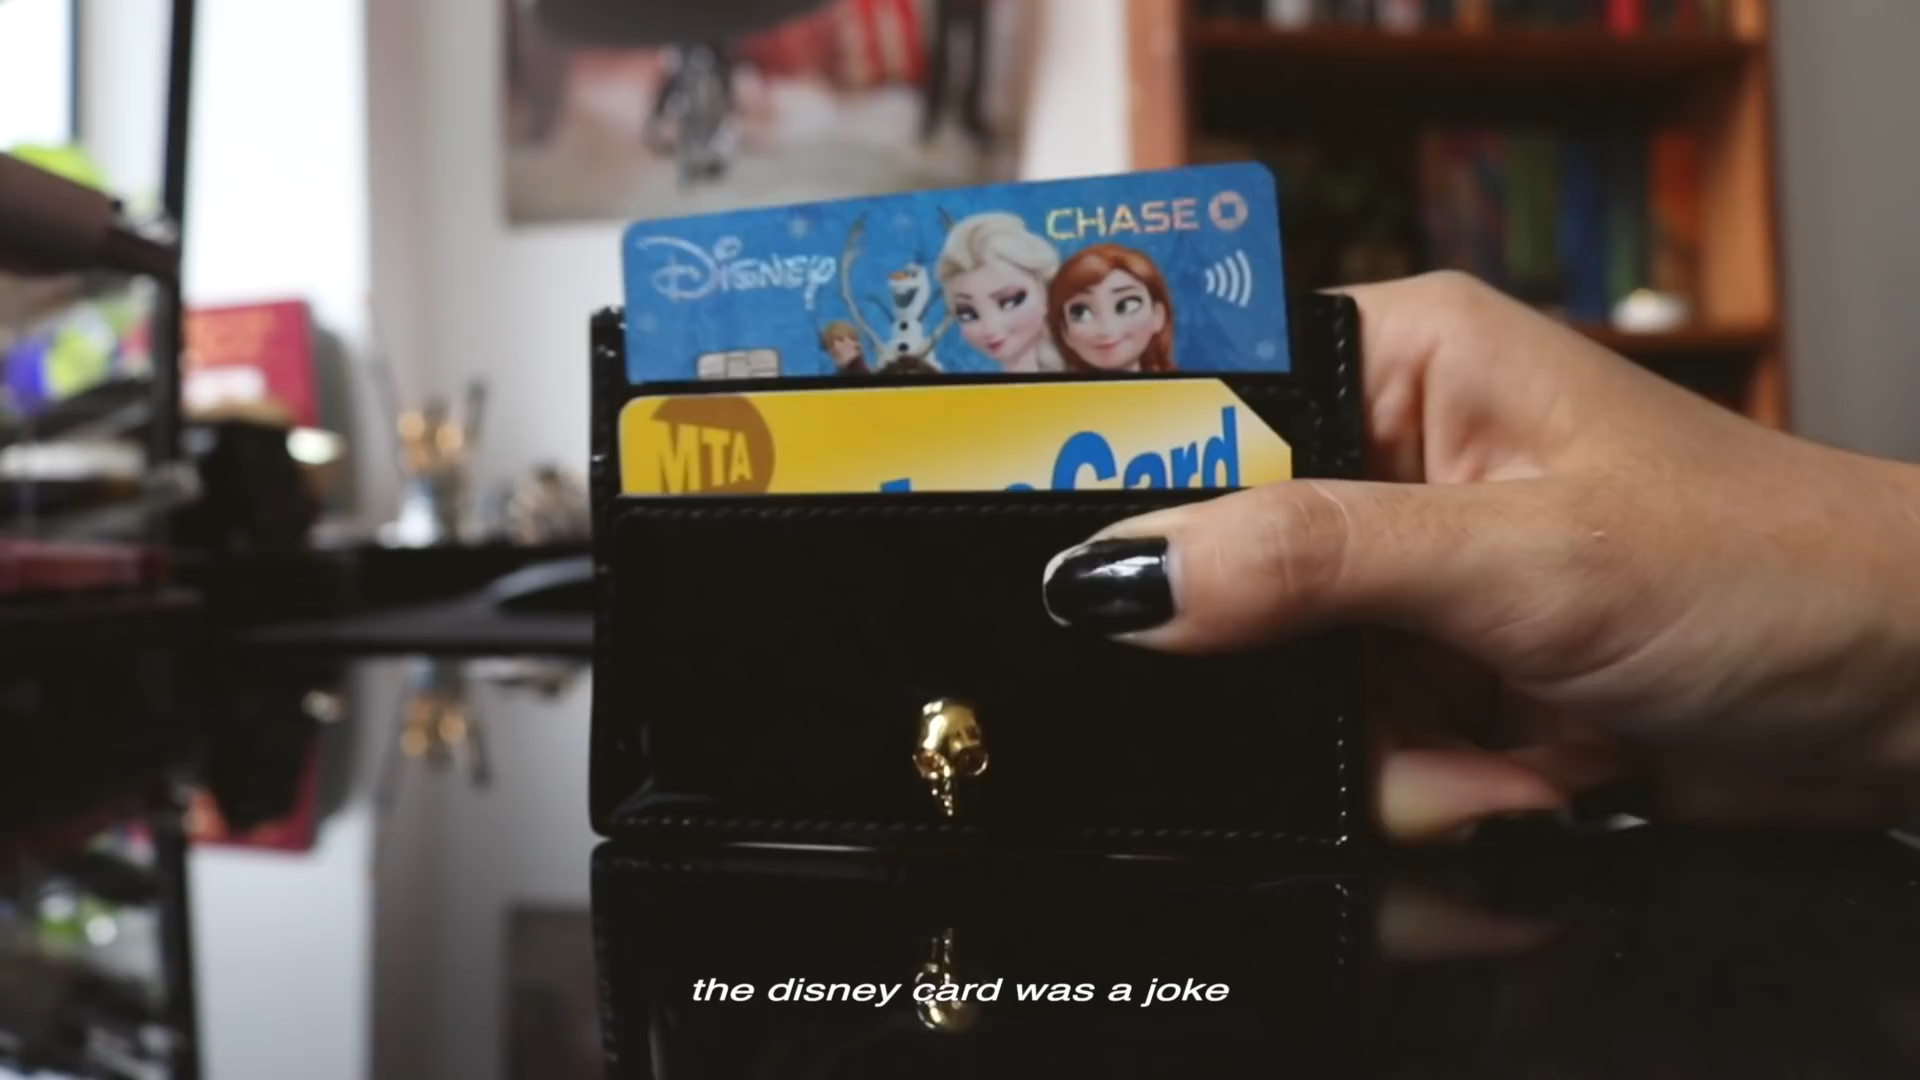 DISNEY
CHASE
MTA
Card
the disney card was a joke